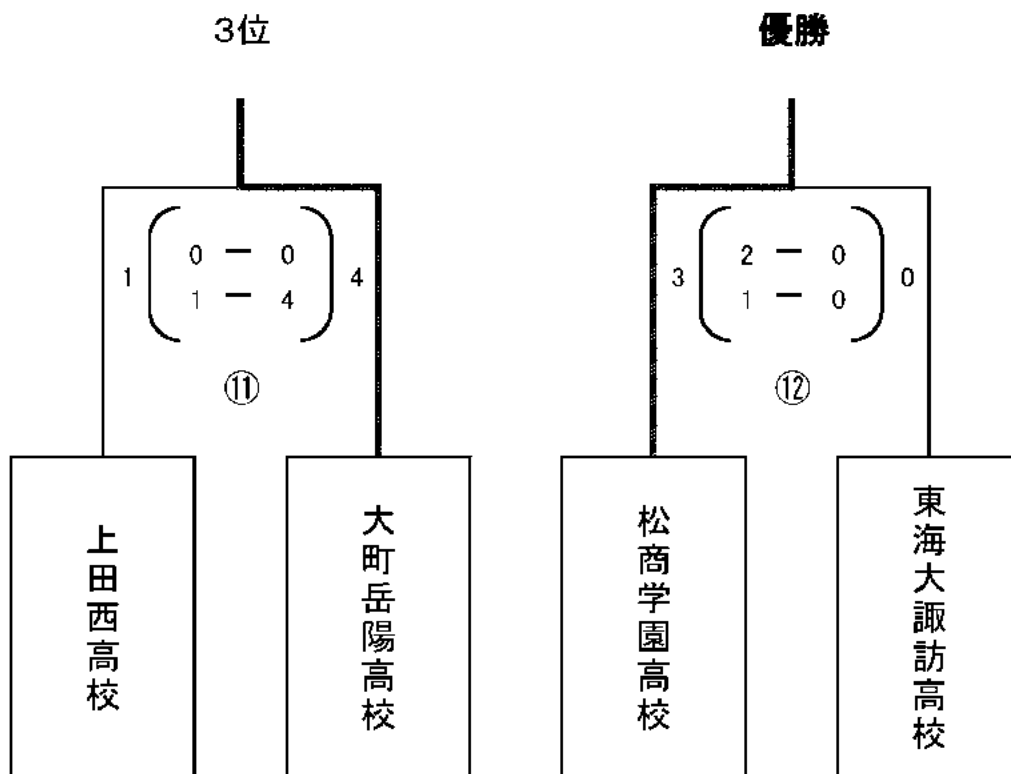 3位
優勝
1
0 ー 0
1 ー 4
4
3
2 ー 0
1 ー 0
0
⑪
⑫
上田西高校
大町岳陽高校
松商学園高校
東海大諏訪高校